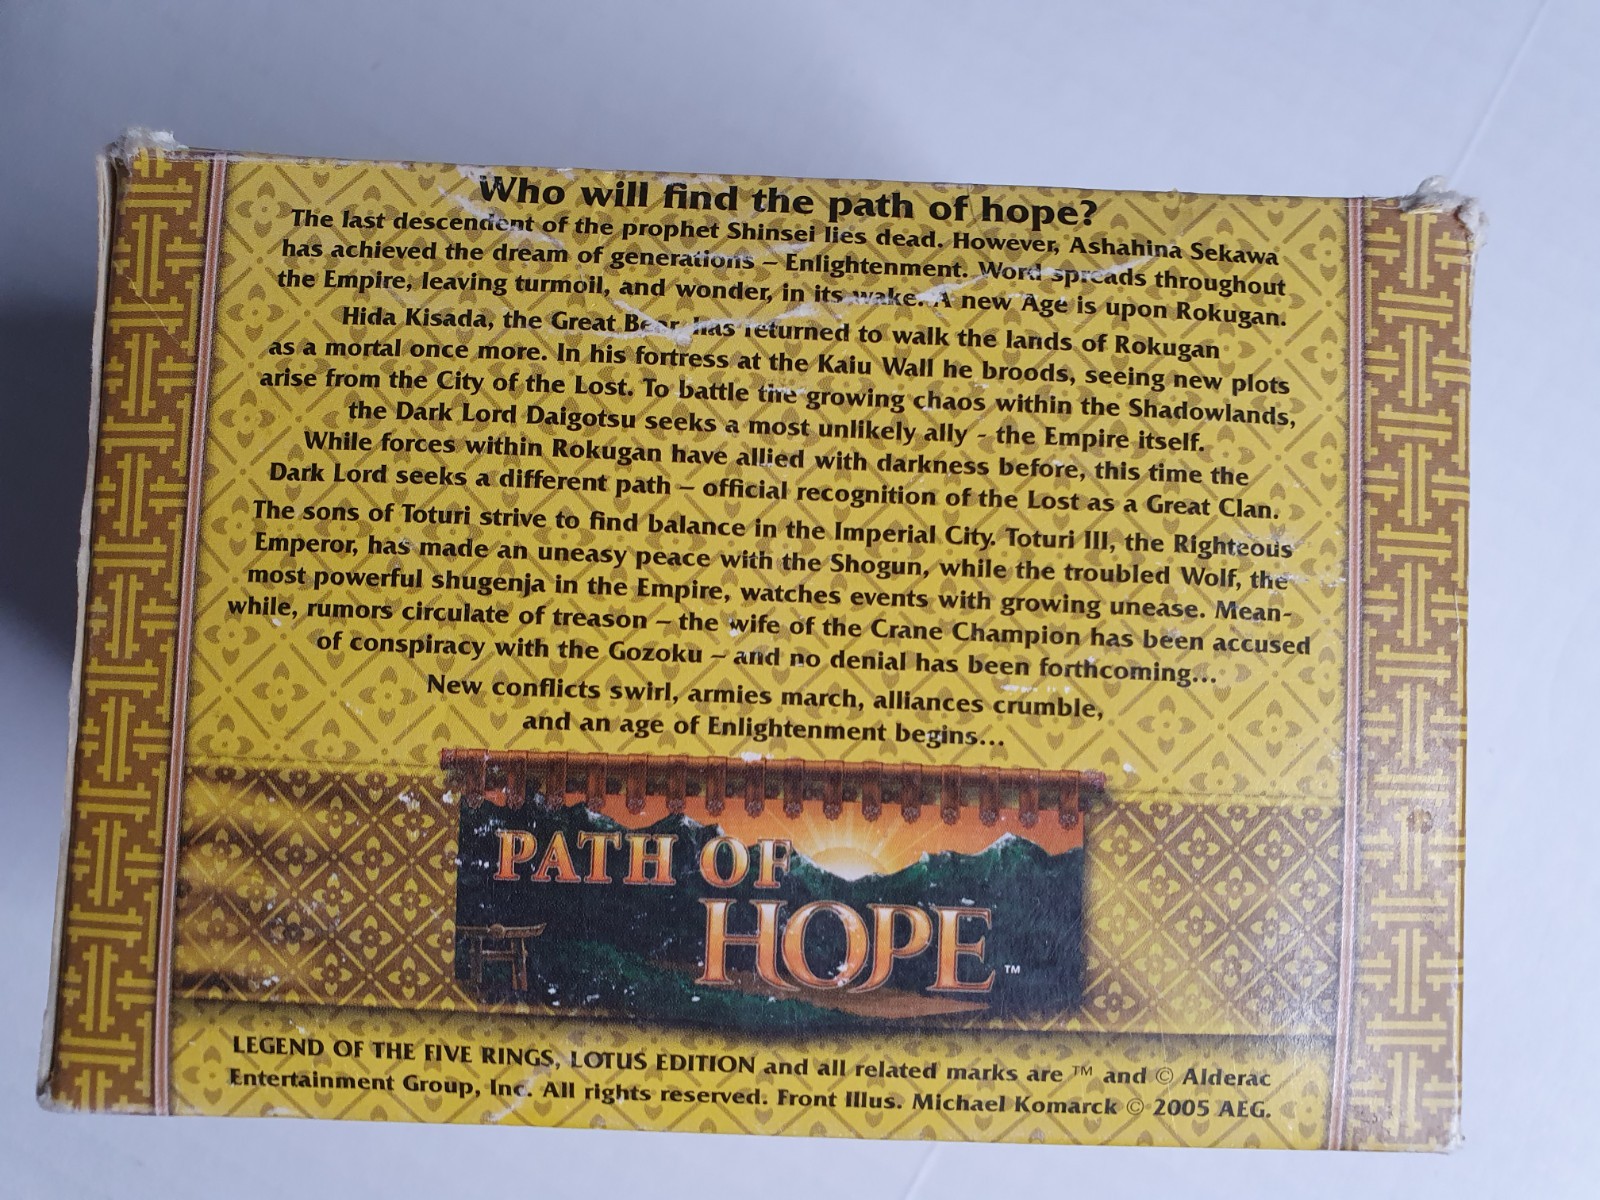 Who will find the path of hope?
The last descendent of the prophet Shinsei lies dead. However, Ashahina Sekawa
has achieved the dream of generations – Enlightenment. Word spreads throughout
the Empire, leaving turmoil, and wonder, in its wake. A new Age is upon Rokugan.
Hida Kisada, the Great Bear has returned to walk the lands of Rokugan
as a mortal once more. In his fortress at the Kaiu Wall he broods, seeing new plots
arise from the City of the Lost. To battle the growing chaos within the Shadowlands,
the Dark Lord Daigotsu seeks a most unlikely ally - the Empire itself.
While forces within Rokugan have allied with darkness before, this time the
Dark Lord seeks a different path – official recognition of the Lost as a Great Clan.
The sons of Toturi strive to find balance in the Imperial City. Toturi III, the Righteous
Emperor, has made an uneasy peace with the Shogun, while the troubled Wolf, the
most powerful shugenja in the Empire, watches events with growing unease. Mean-
while, rumors circulate of treason – the wife of the Crane Champion has been accused
of conspiracy with the Gozoku – and no denial has been forthcoming...
New conflicts swirl, armies march, alliances crumble,
and an age of Enlightenment begins...
PATH OF
HOPE™
LEGEND OF THE FIVE RINGS, LOTUS EDITION and all related marks are ™ and © Alderac
Entertainment Group, Inc. All rights reserved. Front Illus. Michael Komarck © 2005 AEG.